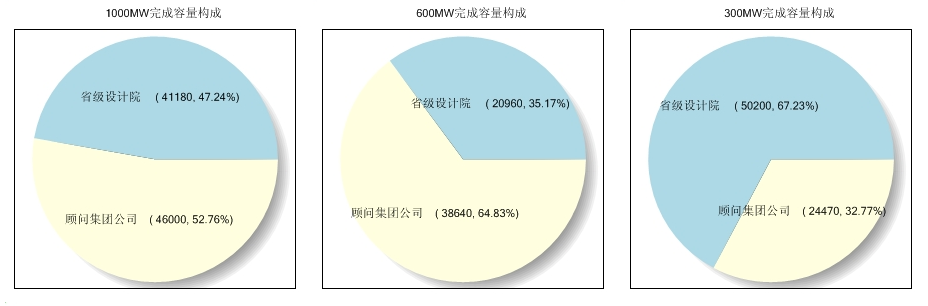 1000MW完成容量构成
省级设计院 ( 41180, 47.24%)
顾问集团公司 ( 46000, 52.76%)
600MW完成容量构成
省级设计院 ( 20960, 35.17%)
顾问集团公司 ( 38640, 64.83%)
300MW完成容量构成
省级设计院 ( 50200, 67.23%)
顾问集团公司 ( 24470, 32.77%)